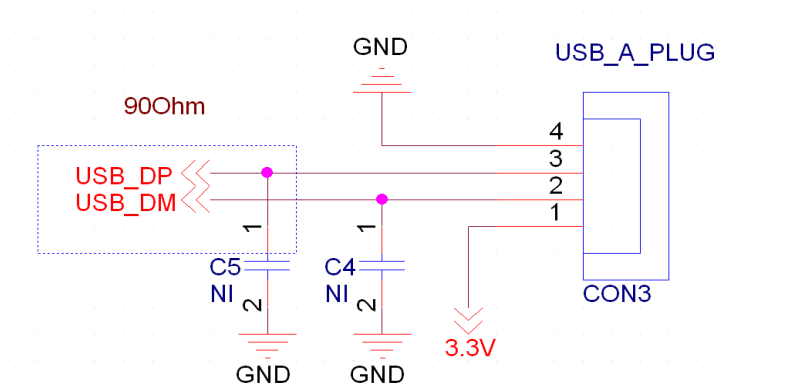 GND
USB_A_PLUG
90Ohm
4
3
USB_DP
2
USB_DM
1
1
1
C5
C4
NI
NI
2
2
CON3
3.3V
GND
GND